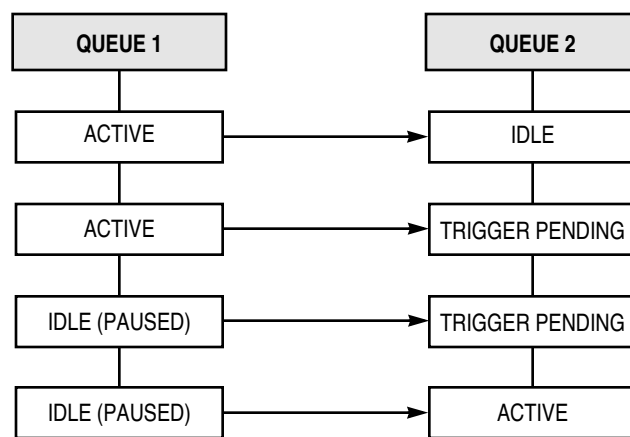 QUEUE 1 QUEUE 2
ACTIVE IDLE
ACTIVE TRIGGER PENDING
IDLE (PAUSED) TRIGGER PENDING
IDLE (PAUSED) ACTIVE